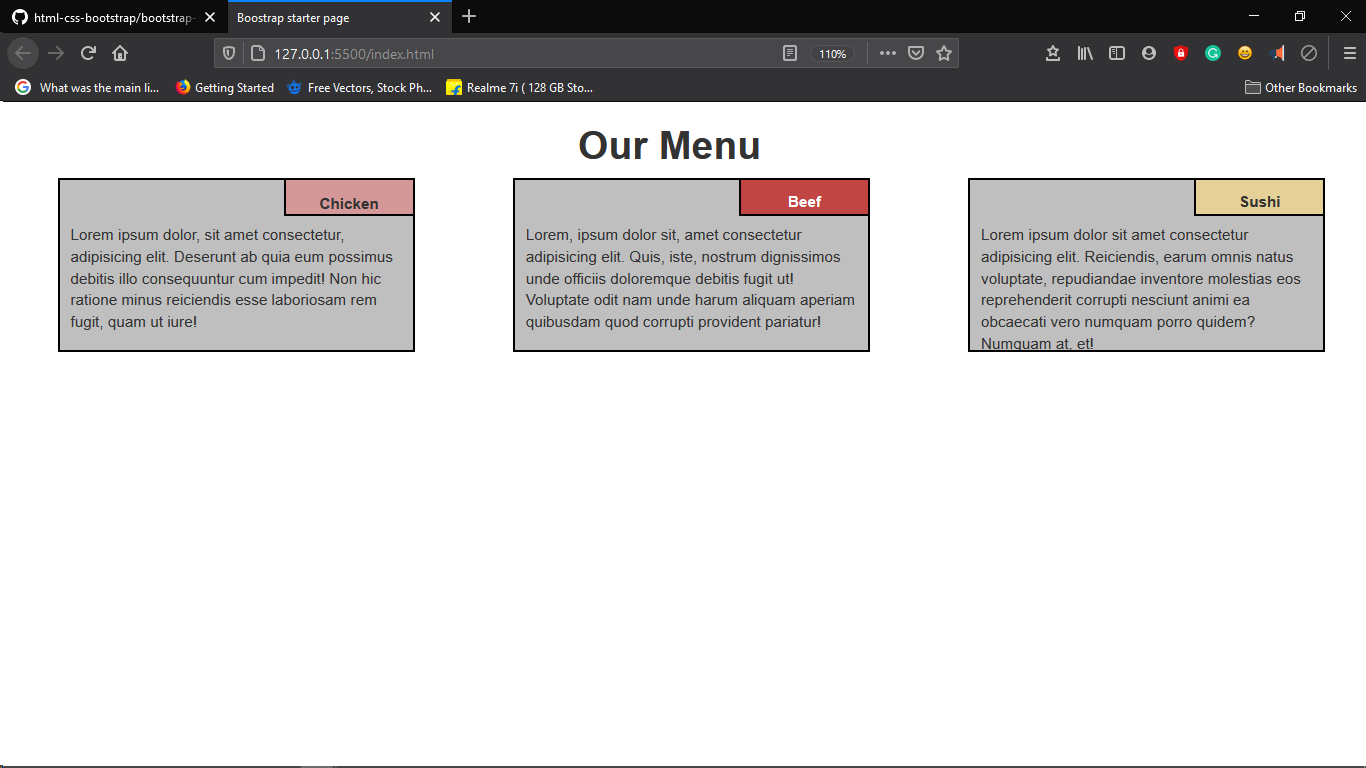 html-css-bootstrap/bootstrap-
Boostrap starter page
127.0.0.1:5500/index.html
110%
What was the main li...
Getting Started
Free Vectors, Stock Ph...
Realme 7i ( 128 GB Sto...
Other Bookmarks
Our Menu
Chicken
Lorem ipsum dolor, sit amet consectetur,
adipisicing elit. Deserunt ab quia eum possimus
debitis illo consequuntur cum impedit! Non hic
ratione minus reiciendis esse laboriosam rem
fugit, quam ut iure!
Beef
Lorem, ipsum dolor sit, amet consectetur
adipisicing elit. Quis, iste, nostrum dignissimos
unde officiis doloremque debitis fugit ut!
Voluptate odit nam unde harum aliquam aperiam
quibusdam quod corrupti provident pariatur!
Sushi
Lorem ipsum dolor sit amet consectetur
adipisicing elit. Reiciendis, earum omnis natus
voluptate, repudiandae inventore molestias eos
reprehenderit corrupti nesciunt animi ea
obcaecati vero numquam porro quidem?
Numquam at, et!